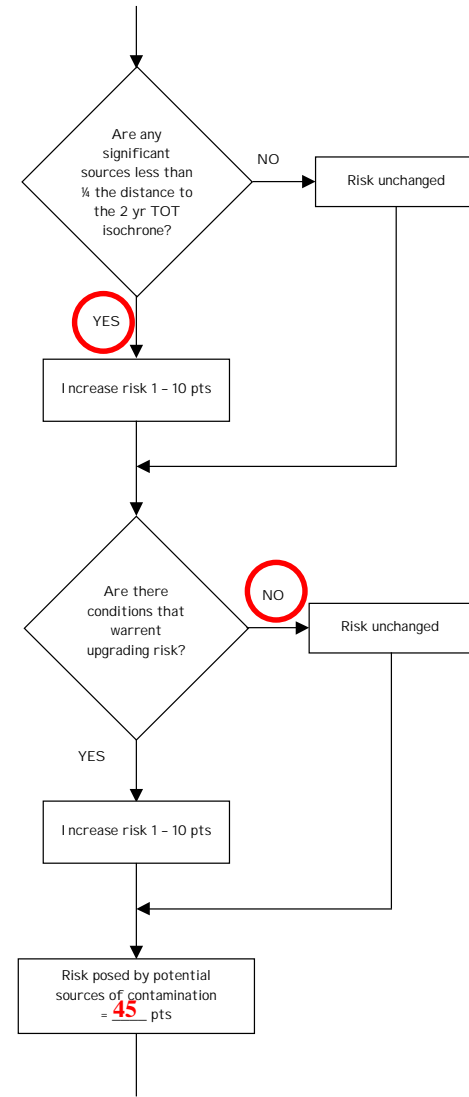 Are any
significant
sources less than
¼ the distance to
the 2 yr TOT
isochrone?
NO
Risk unchanged
YES
Increase risk 1 – 10 pts
Are there
conditions that
warrent
upgrading risk?
NO
Risk unchanged
YES
Increase risk 1 – 10 pts
Risk posed by potential
sources of contamination
= 45 pts